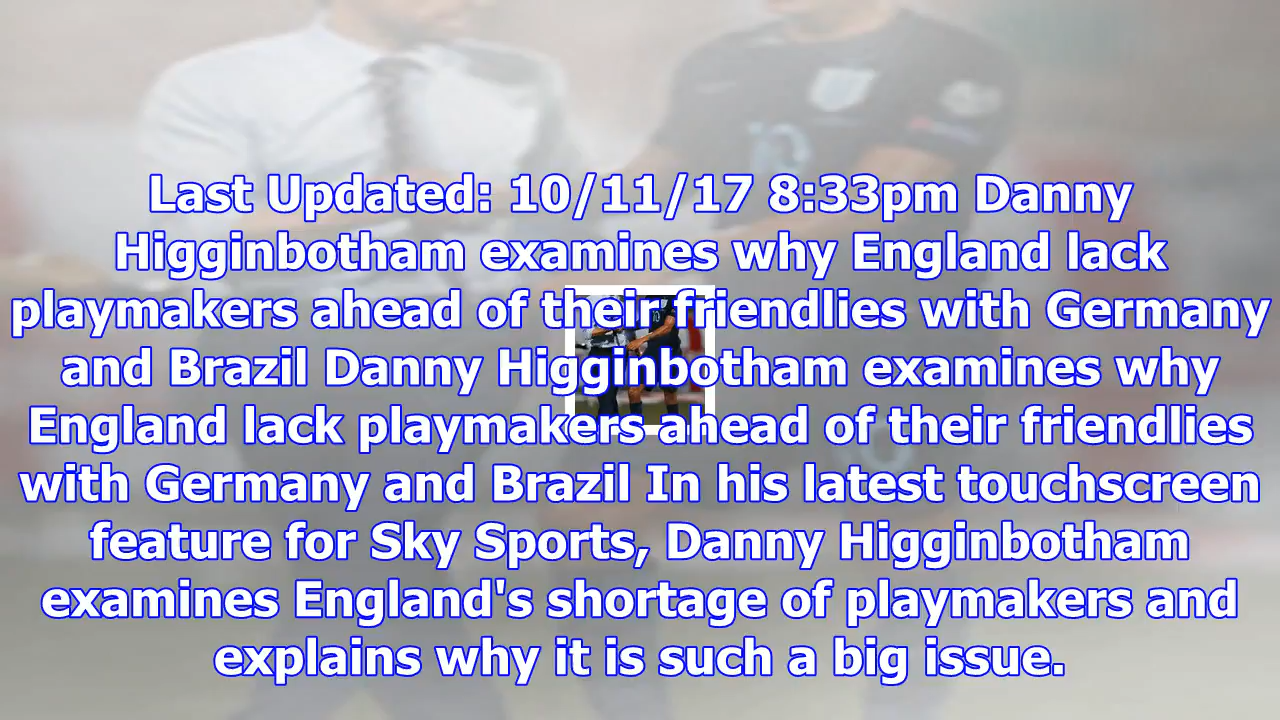 Last Updated: 10/11/17 8:33pm Danny
Higginbotham examines why England lack
playmakers ahead of their friendlies with Germany
and Brazil Danny Higginbotham examines why
England lack playmakers ahead of their friendlies
with Germany and Brazil In his latest touchscreen
feature for Sky Sports, Danny Higginbotham
examines England's shortage of playmakers and
explains why it is such a big issue.
10
10